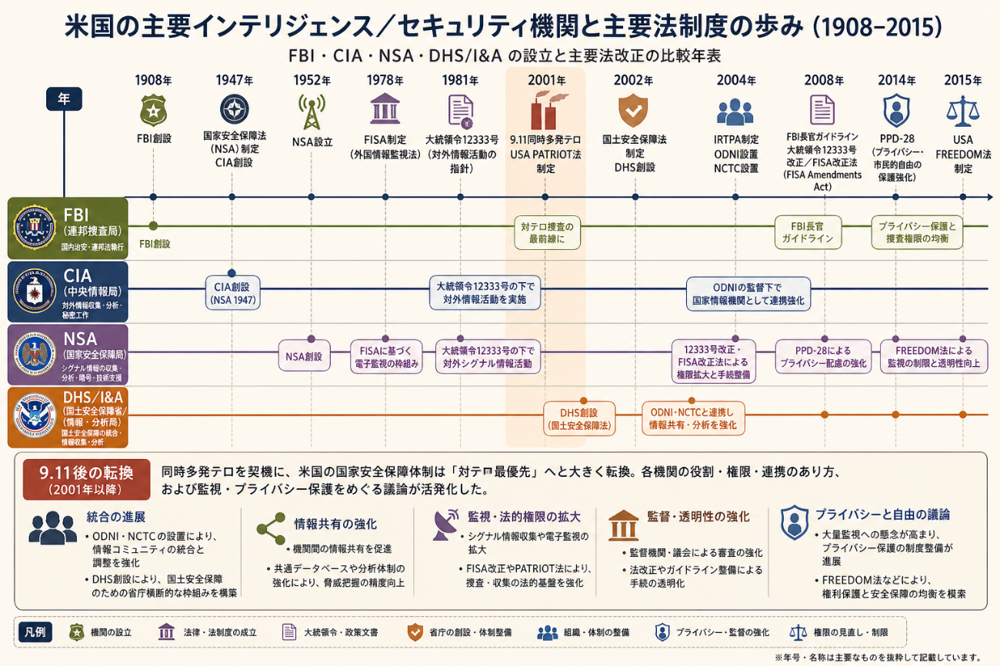 米国の主要インテリジェンス／セキュリティ機関と主要法制度の歩み (1908–2015)
FBI・CIA・NSA・DHS/I&A の設立と主要法改正の比較年表
年
1908年
FBI創設
1947年
国家安全保障法
(NSA) 制定
CIA創設
1952年
NSA設立
1978年
FISA制定
(外国情報監視法)
1981年
大統領令12333号
(対外情報活動の
指針)
2001年
9.11同時多発テロ
USA PATRIOT法
制定
2002年
国土安全保障法
制定
DHS創設
2004年
IRTPA制定
ODNI設置
NCTC設置
2008年
FBI長官ガイドライン
大統領令12333号
改正／FISA改正法
(FISA Amendments
Act)
2014年
PPD-28
(プライバシー・
市民的自由の
保護強化)
2015年
USA
FREEDOM法
制定
FBI
(連邦捜査局)
国内治安・連邦法執行
FBI創設
対テロ捜査の
最前線に
FBI長官
ガイドライン
プライバシー保護と
捜査権限の均衡
CIA
(中央情報局)
対外情報収集・分析・
秘密工作
CIA創設
(NSA 1947)
大統領令12333号の下で
対外情報活動を実施
ODNIの監督下で
国家情報機関として連携強化
NSA
(国家安全保障局)
シグナル情報の収集・
分析・暗号・技術支援
NSA創設
FISAに基づく
電子監視の枠組み
大統領令12333号の下で
対外シグナル情報活動
12333号改正・
FISA改正法による
権限拡大と手続整備
PPD-28による
プライバシー配慮の強化
FREEDOM法による
監視の制限と透明性向上
DHS/I&A
(国土安全保障省/
(情報・分析局)
国土安全保障の統合・
情報収集・分析
DHS創設
(国土安全保障法)
ODNI・NCTCと連携し
情報共有・分析を強化
9.11後の転換
(2001年以降)
同時多発テロを契機に、米国の国家安全保障体制は「対テロ最優先」へと大きく転換。各機関の役割・権限・連携のあり方、
および監視・プライバシー保護をめぐる議論が活発化した。
統合の進展
・ODNI・NCTC の設置により、
情報コミュニティの統合と
調整を強化
・DHS創設により、国土安全保障
のための省庁横断的な枠組みを構築
情報共有の強化
・機関間の情報共有を促進
・共通データベースや分析体制の
強化により、脅威把握の精度向上
監視・法的権限の拡大
・シグナル情報収集や電子監視の
拡大
・FISA改正やPATRIOT法により、
捜査・収集の法的基盤を強化
監督・透明性の強化
・監督機関・議会による審査の強化
・法改正やガイドライン整備による
手続の透明化
プライバシーと自由の議論
・大量監視への懸念が高まり、
プライバシー保護の制度整備が
進展
・FREEDOM法などにより、
権利保護と安全保障の均衡を模索
凡例
機関の設立
法律・法制度の成立
大統領令・政策文書
省庁の創設・体制整備
組織・体制の整備
プライバシー・監督の強化
権限の見直し・制限
※年号・名称は主要なものを抜粋して記載しています。